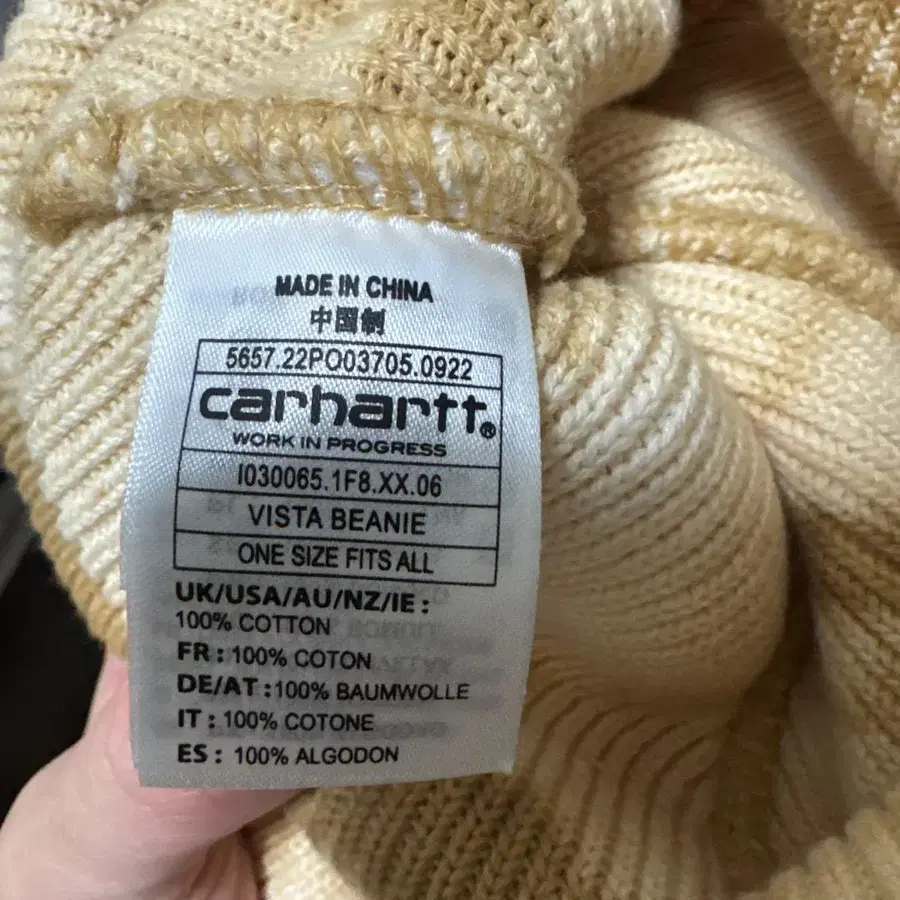 MADE IN CHINA
中国制
5657.22PO03705.0922
carhartt®
WORK IN PROGRESS
I030065.1F8.XX.06
VISTA BEANIE
ONE SIZE FITS ALL
UK/USA/AU/NZ/IE :
100% COTTON
FR : 100% COTON
DE/AT : 100% BAUMWOLLE
IT : 100% COTONE
ES : 100% ALGODON